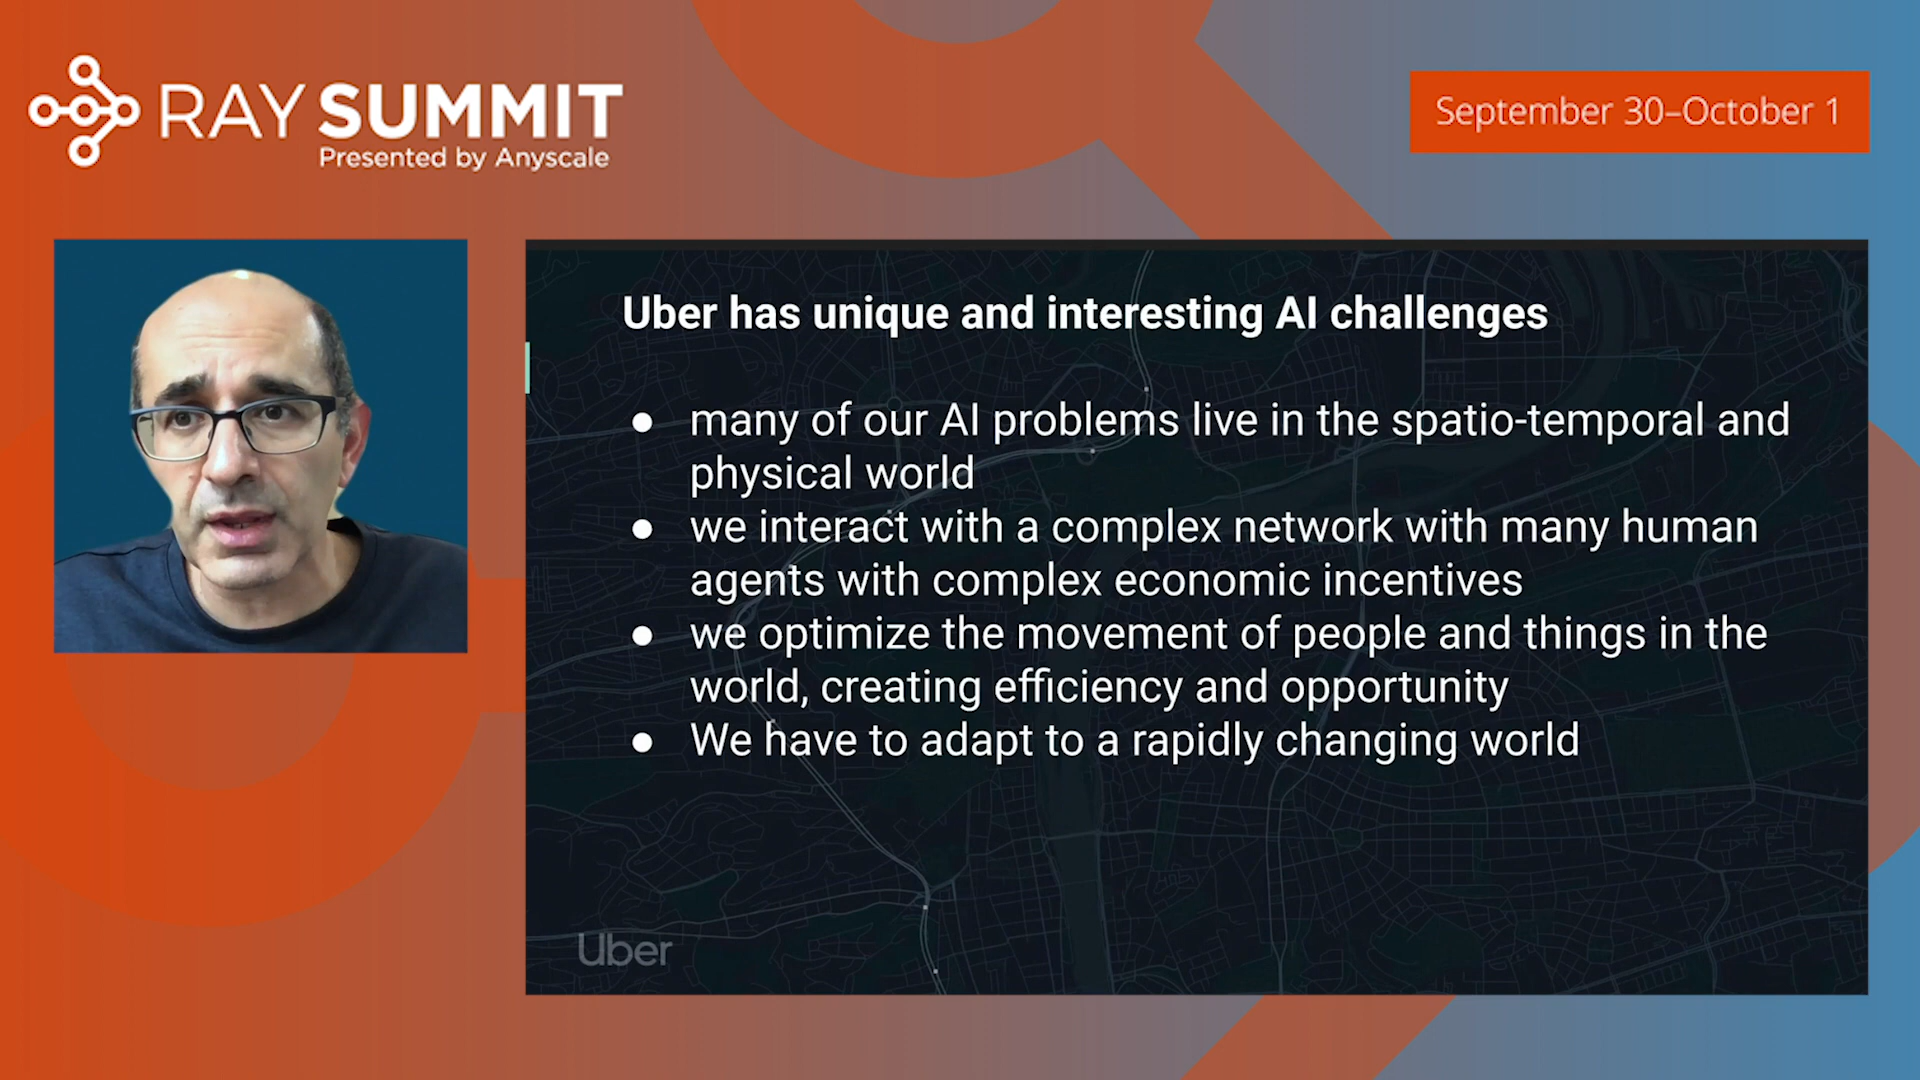 RAY SUMMIT
Presented by Anyscale
September 30–October 1
Uber has unique and interesting AI challenges
● many of our AI problems live in the spatio-temporal and
physical world
● we interact with a complex network with many human
agents with complex economic incentives
● we optimize the movement of people and things in the
world, creating efficiency and opportunity
● We have to adapt to a rapidly changing world
Uber